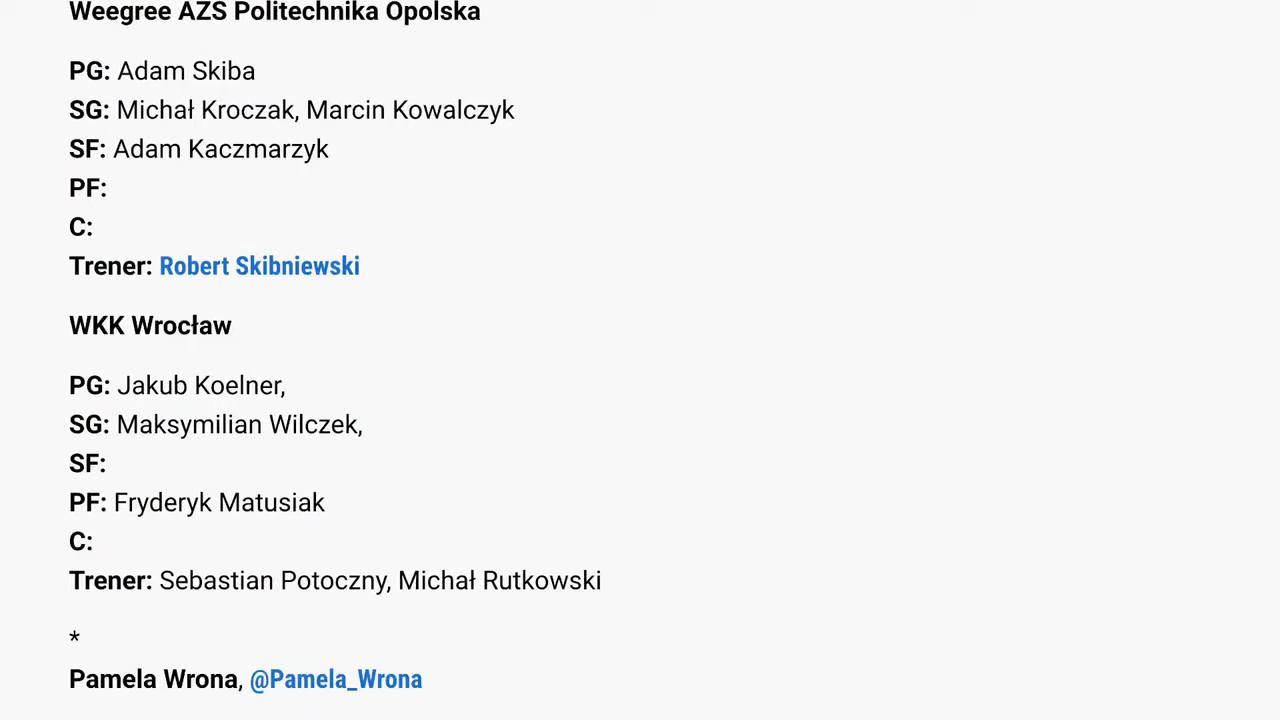 Weegree AZS Politechnika Opolska
PG: Adam Skiba
SG: Michał Kroczak, Marcin Kowalczyk
SF: Adam Kaczmarzyk
PF:
C:
Trener: Robert Skibniewski
WKK Wrocław
PG: Jakub Koelner,
SG: Maksymilian Wilczek,
SF:
PF: Fryderyk Matusiak
C:
Trener: Sebastian Potoczny, Michał Rutkowski
*
Pamela Wrona, @Pamela_Wrona